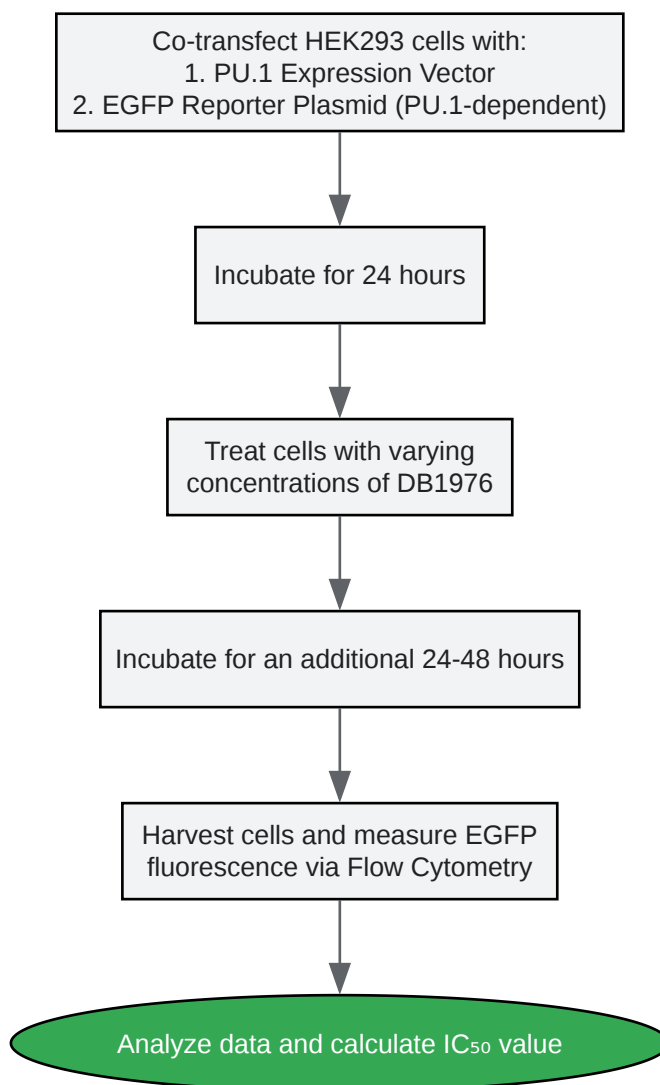 Co-transfect HEK293 cells with:
1. PU.1 Expression Vector
2. EGFP Reporter Plasmid (PU.1-dependent)
Incubate for 24 hours
Treat cells with varying
concentrations of DB1976
Incubate for an additional 24-48 hours
Harvest cells and measure EGFP
fluorescence via Flow Cytometry
Analyze data and calculate IC₅₀ value